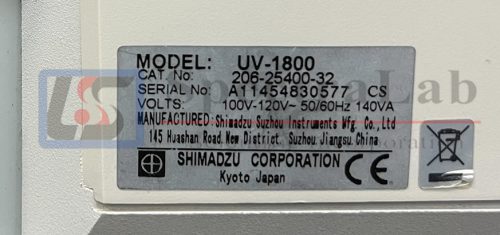 MODEL: UV-1800
CAT. No: 206-25400-32
SERIAL No: A11454830577 CS
VOLTS: 100V-120V~ 50/60Hz 140VA
MANUFACTURED BY: Shimadzu Suzhou Instruments Mfg. Co.,Ltd
145 Huashan Road.New District. Suzhou.Jiangsu.China
SHIMADZU CORPORATION
Kyoto Japan